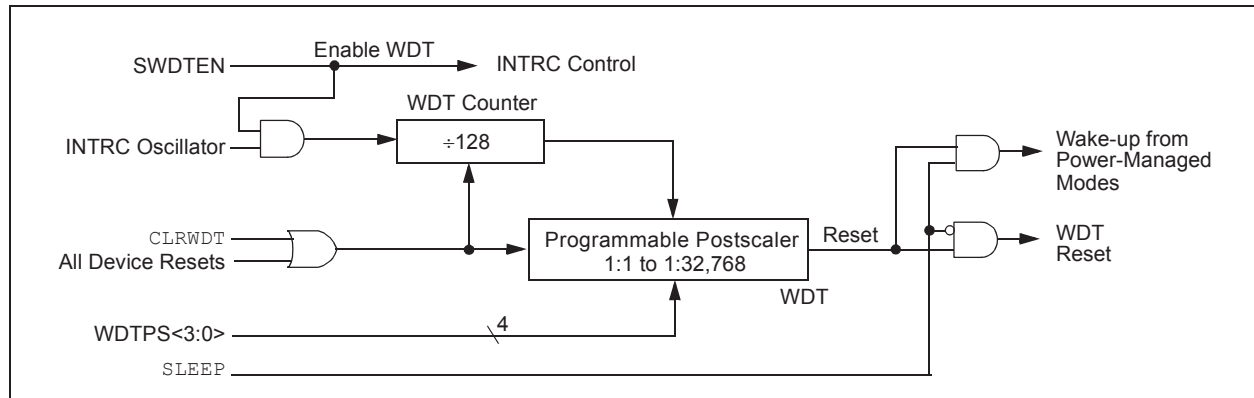 Enable WDT
SWDTEN
INTRC Control
WDT Counter
INTRC Oscillator
÷128
Wake-up from
Power-Managed
Modes
CLRWDT
All Device Resets
Programmable Postscaler
1:1 to 1:32,768
Reset
WDT
Reset
WDT
4
WDTPS<3:0>
SLEEP